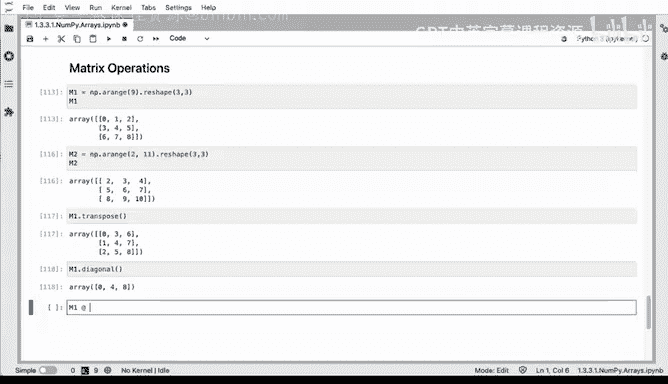 File Edit View Run Kernel Tabs Settings Help
1.3.3.1.NumPy.Arrays.ipynb
Code
Matrix Operations
[113]: M1 = np.arange(9).reshape(3,3)
M1
[113]: array([[0, 1, 2],
[3, 4, 5],
[6, 7, 8]])
[116]: M2 = np.arange(2, 11).reshape(3,3)
M2
[116]: array([[ 2, 3, 4],
[ 5, 6, 7],
[ 8, 9, 10]])
[117]: M1.transpose()
[117]: array([[0, 3, 6],
[1, 4, 7],
[2, 5, 8]])
[118]: M1.diagonal()
[118]: array([0, 4, 8])
[ ]: M1 @
Simple 0 9 No Kernel | Idle Mode: Edit Ln 1, Col 6 1.3.3.1.NumPy.Arrays.ipynb